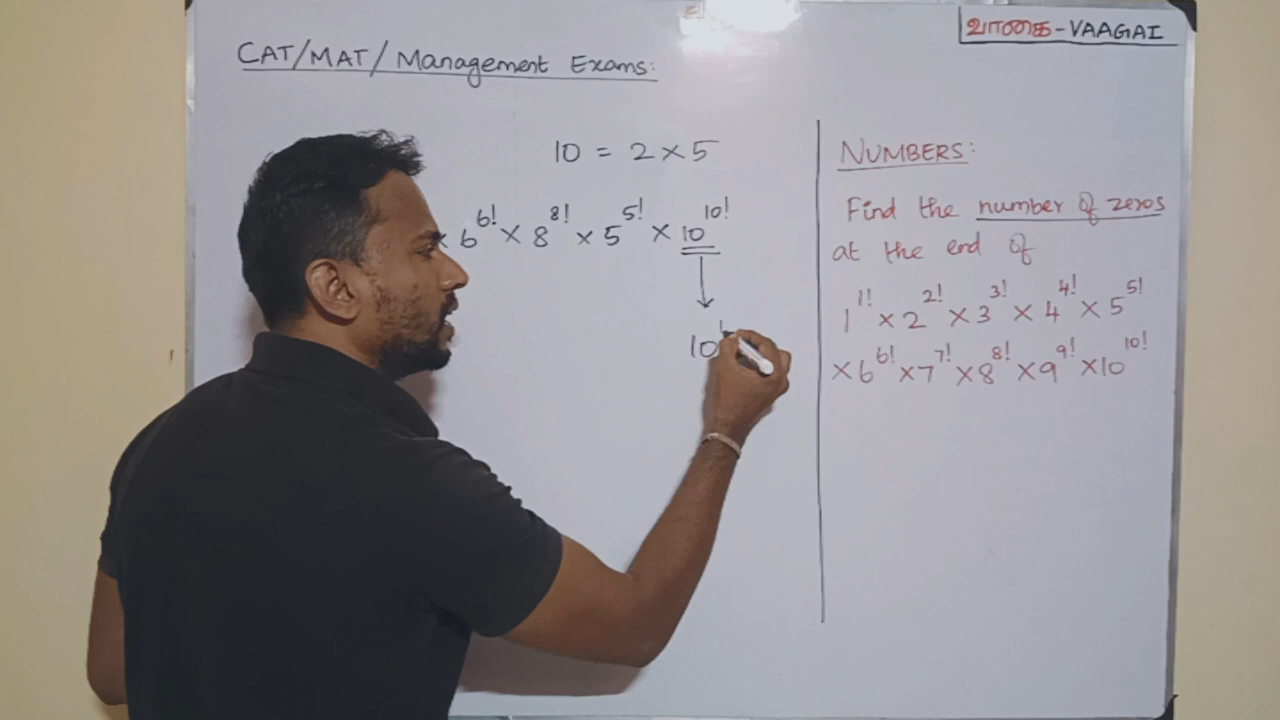 வாகை-VAAGAI
CAT/MAT/Management Exams:
10 = 2 × 5
× 6^6! × 8^8! × 5^5! × 10^10!
10
NUMBERS:
Find the number of zeros
at the end of
1^1! × 2^2! × 3^3! × 4^4! × 5^5!
× 6^6! × 7^7! × 8^8! × 9^9! × 10^10!